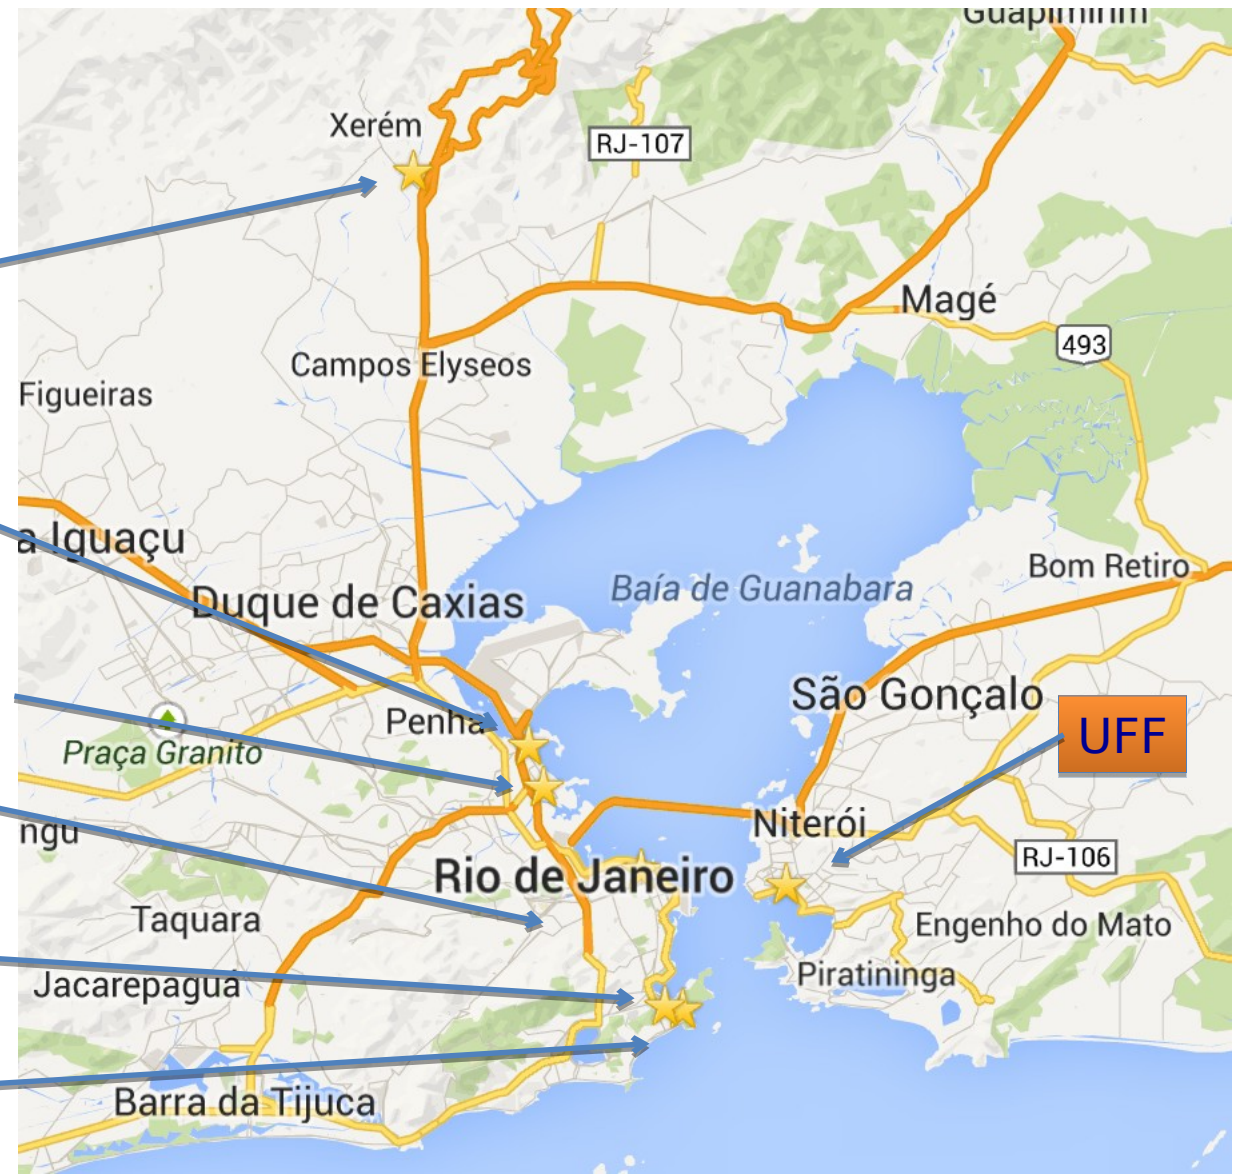 Guapimirim
Xerém
RJ-107
Magé
493
Campos Elyseos
Figueiras
a Iguaçu
Bom Retiro
Baía de Guanabara
Duque de Caxias
São Gonçalo
UFF
Penha
Praça Granito
Niterói
ngu
RJ-106
Rio de Janeiro
Taquara
Engenho do Mato
Piratininga
Jacarepaguá
Barra da Tijuca